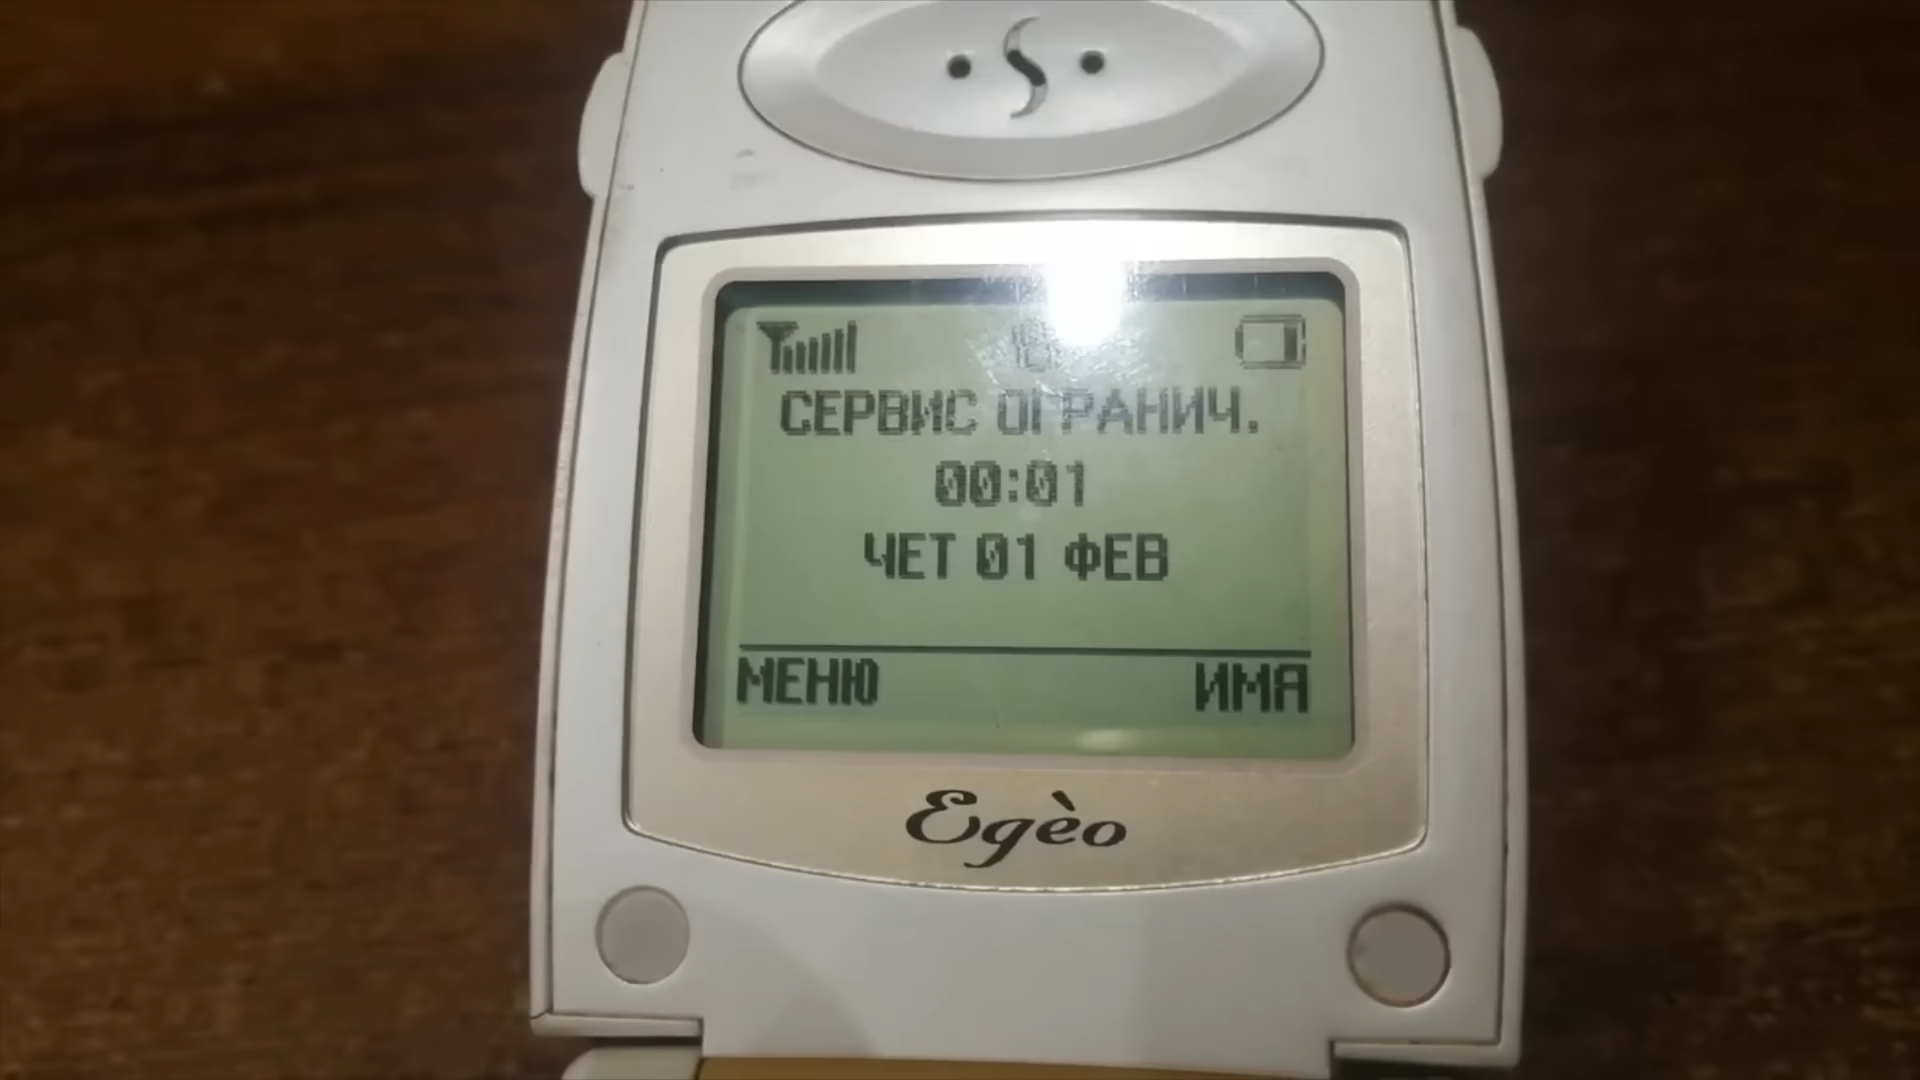 СЕРВИС ОГРАНИЧ.
00:01
ЧЕТ 01 ФЕВ
МЕНЮ ИМЯ
Egèo